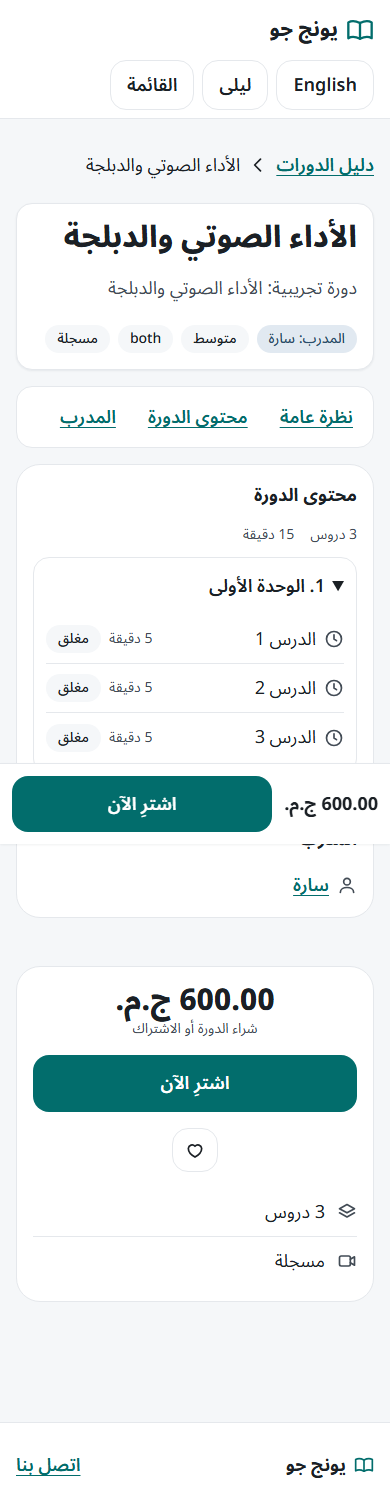 يونج جو
English
ليلى
القائمة
دليل الدورات
الأداء الصوتي والدبلجة
الأداء الصوتي والدبلجة
دورة تجريبية: الأداء الصوتي والدبلجة
المدرب: سارة
متوسط
both
مسجلة
نظرة عامة
محتوى الدورة
المدرب
محتوى الدورة
3 دروس
15 دقيقة
1. الوحدة الأولى
الدرس 1
5 دقيقة
مغلق
الدرس 2
5 دقيقة
مغلق
الدرس 3
5 دقيقة
مغلق
600.00 ج.م.
اشترِ الآن
سارة
600.00 ج.م.
شراء الدورة أو الاشتراك
اشترِ الآن
3 دروس
مسجلة
يونج جو
اتصل بنا